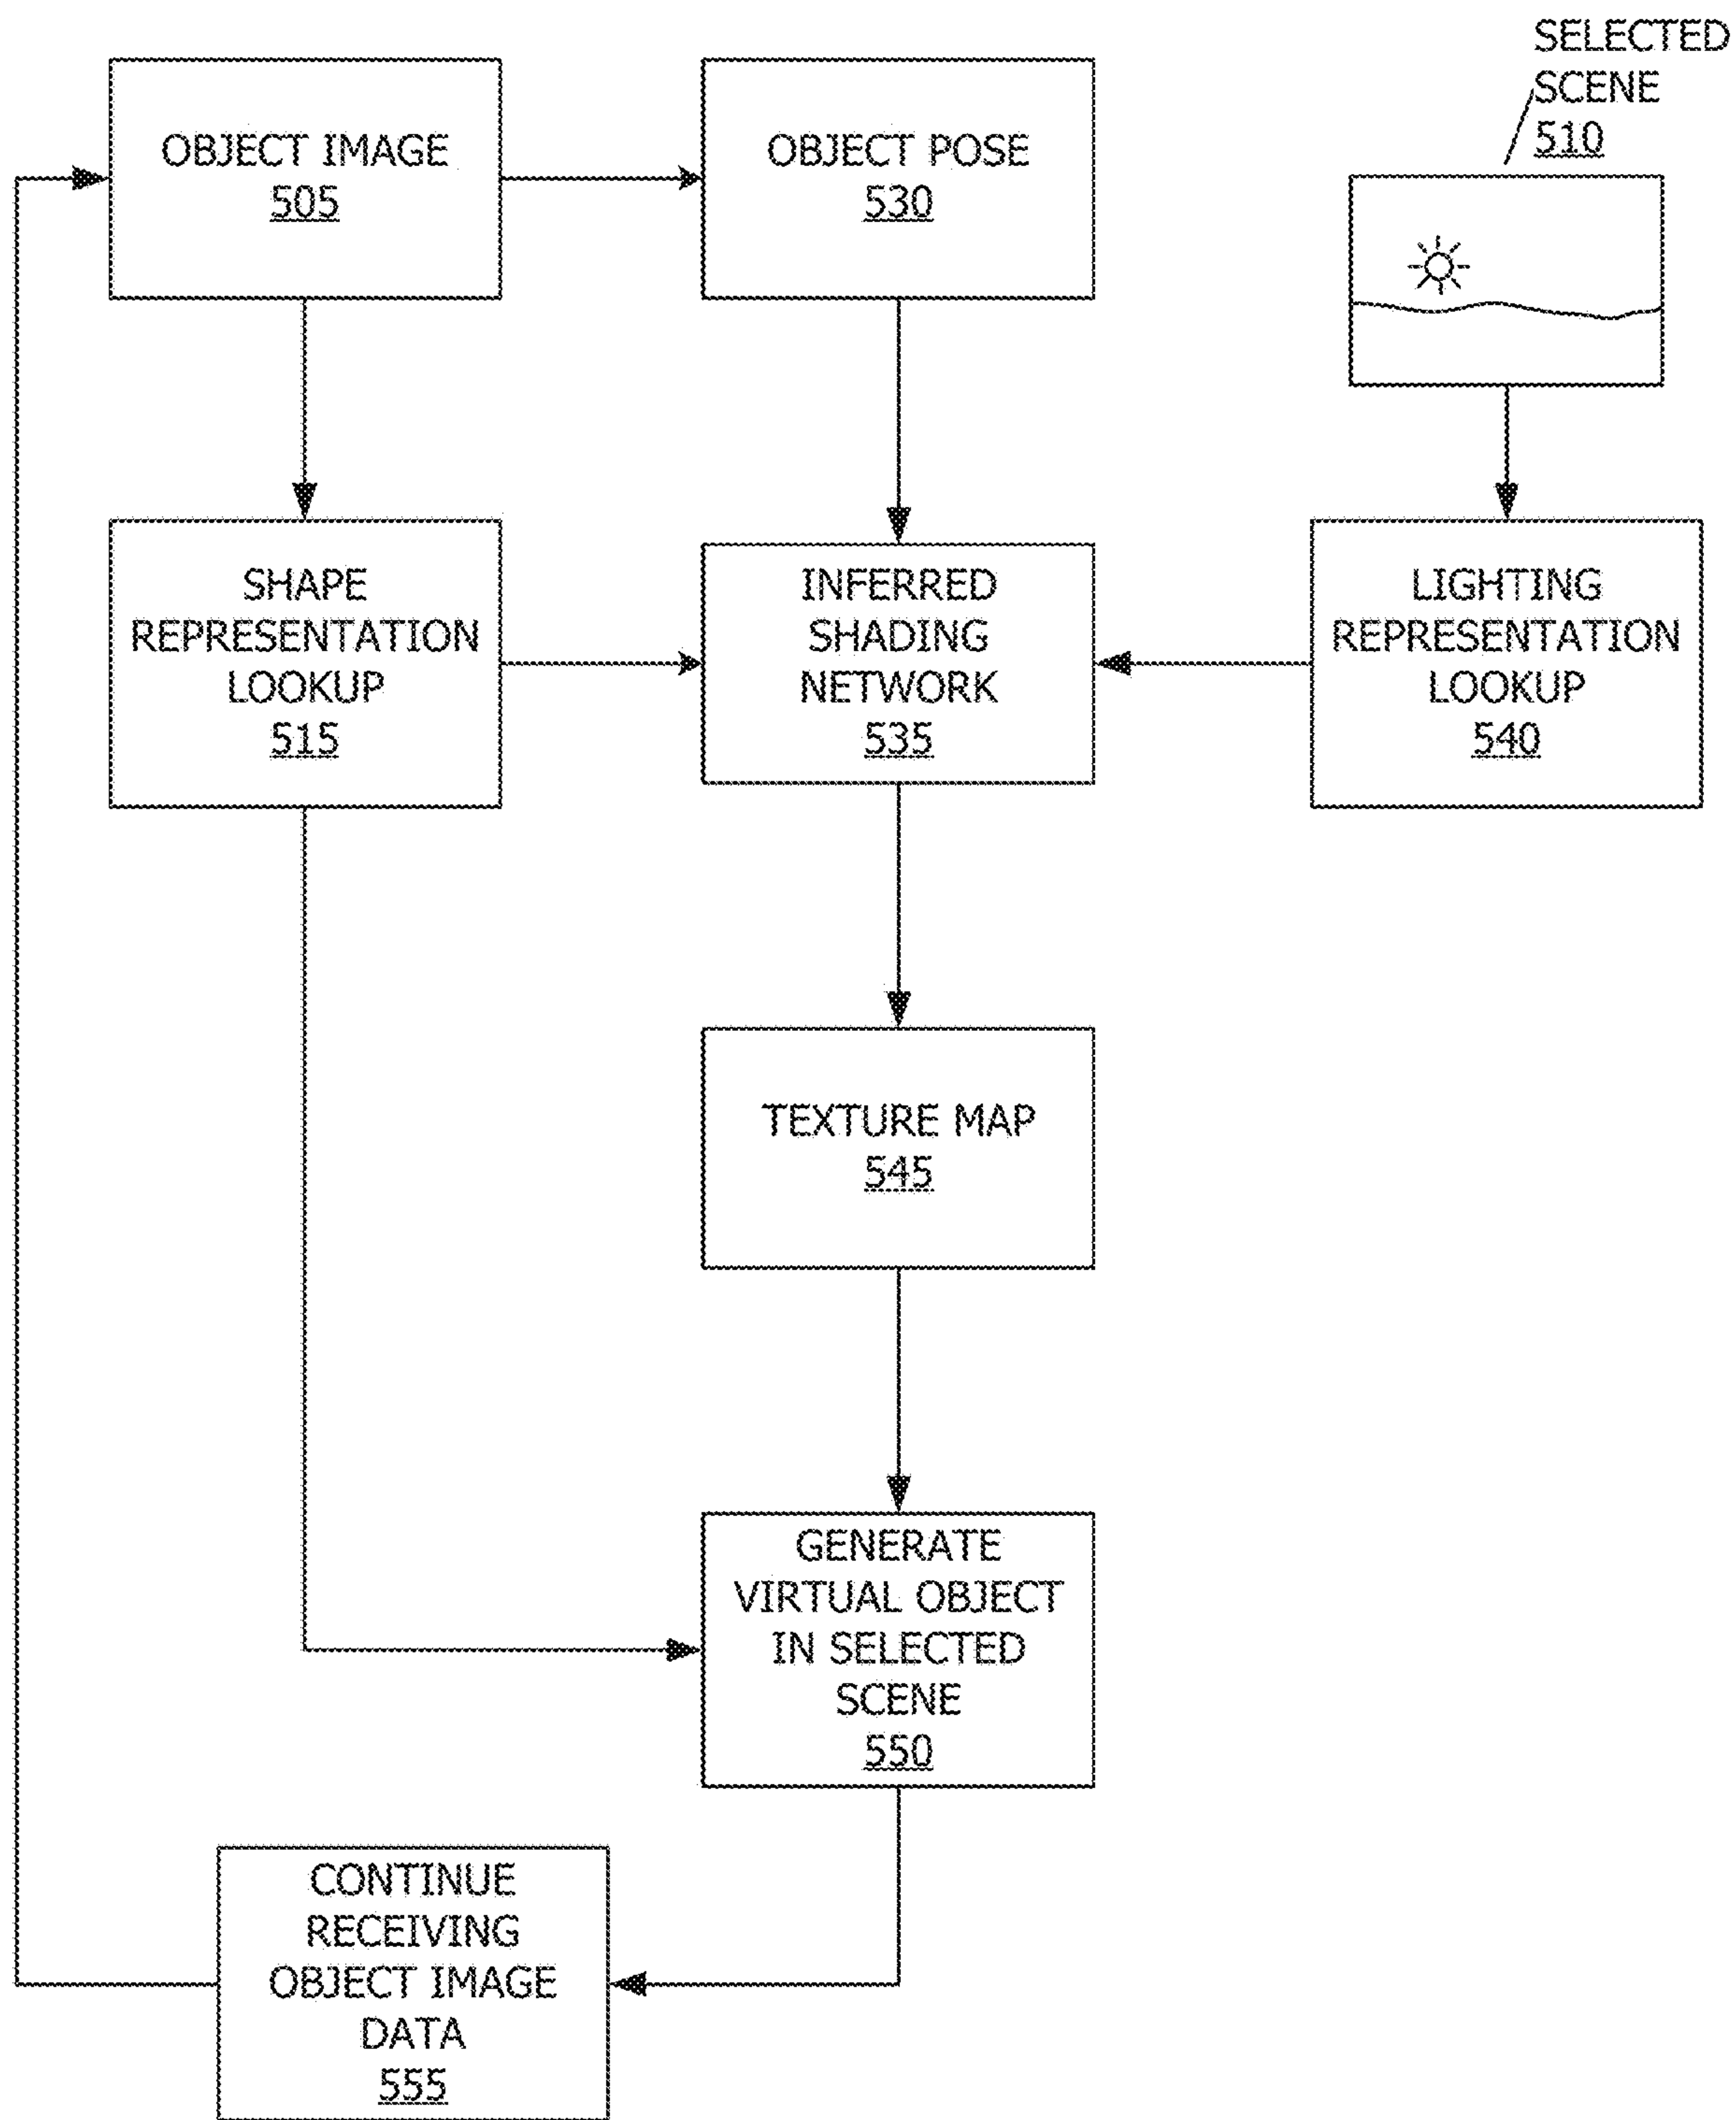 SELECTED
SCENE
510
OBJECT IMAGE
505
OBJECT POSE
530
SHAPE
REPRESENTATION
LOOKUP
515
INFERRED
SHADING
NETWORK
535
LIGHTING
REPRESENTATION
LOOKUP
540
TEXTURE MAP
545
GENERATE
VIRTUAL OBJECT
IN SELECTED
SCENE
550
CONTINUE
RECEIVING
OBJECT IMAGE
DATA
555